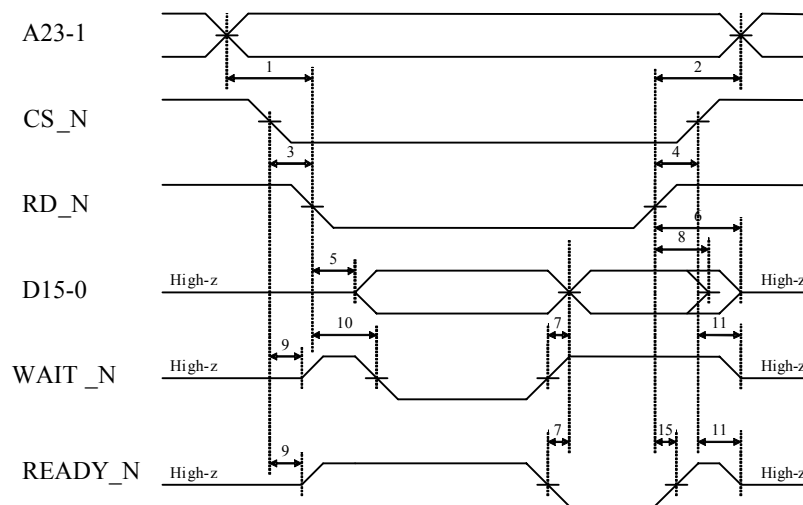 A23-1
1
2
CS_N
3
4
RD_N
6
8
5
High-z
High-z
D15-0
10
7
11
9
High-z
High-z
WAIT_N
9
7
15
11
High-z
High-z
READY_N